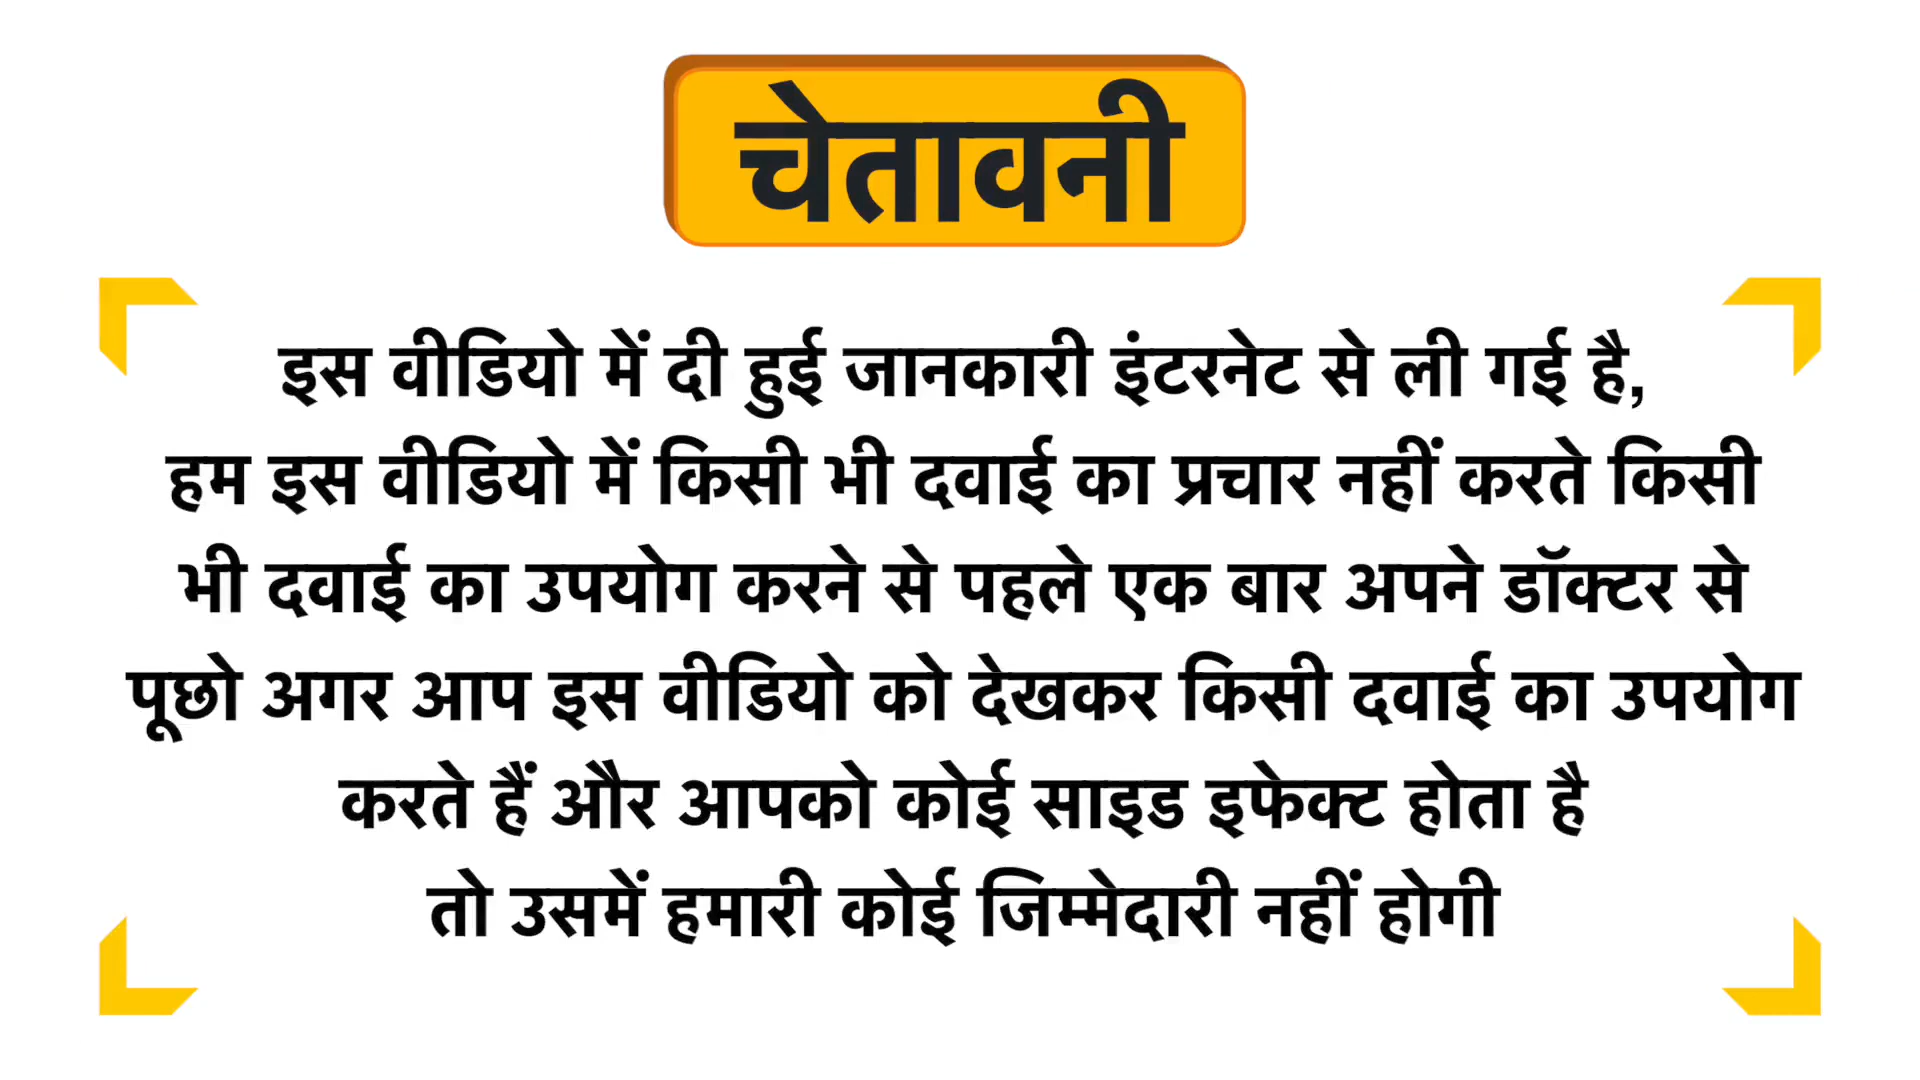 चेतावनी
इस वीडियो में दी हुई जानकारी इंटरनेट से ली गई है,
हम इस वीडियो में किसी भी दवाई का प्रचार नहीं करते किसी
भी दवाई का उपयोग करने से पहले एक बार अपने डॉक्टर से
पूछो अगर आप इस वीडियो को देखकर किसी दवाई का उपयोग
करते हैं और आपको कोई साइड इफेक्ट होता है
तो उसमें हमारी कोई जिम्मेदारी नहीं होगी